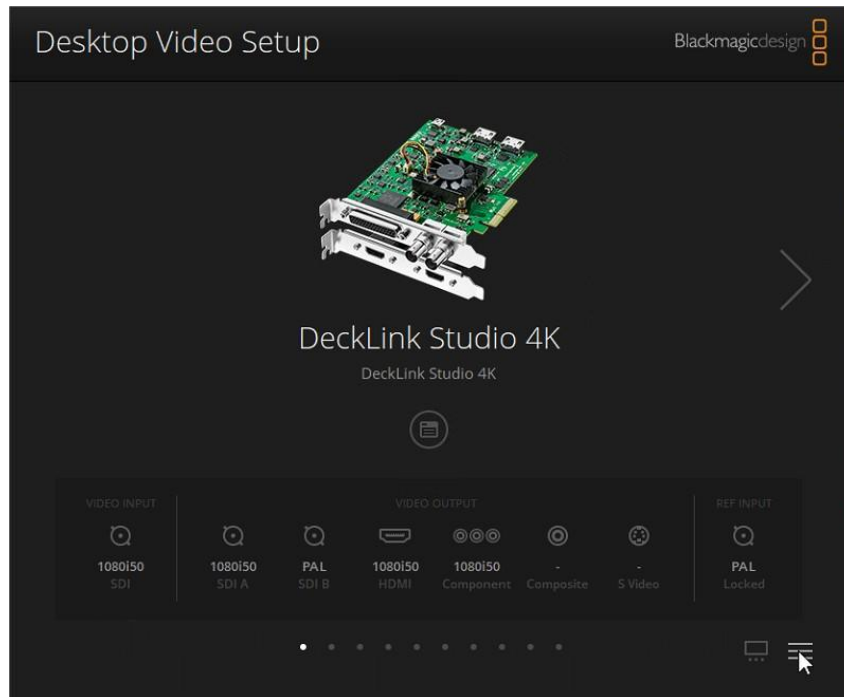 Desktop Video Setup
Blackmagicdesign
DeckLink Studio 4K
DeckLink Studio 4K
VIDEO INPUT
VIDEO OUTPUT
REF INPUT
1080i50 1080i50 PAL 1080i50 1080i50 - - PAL
SDI SDI A SDI B HDMI Component Composite S Video Locked